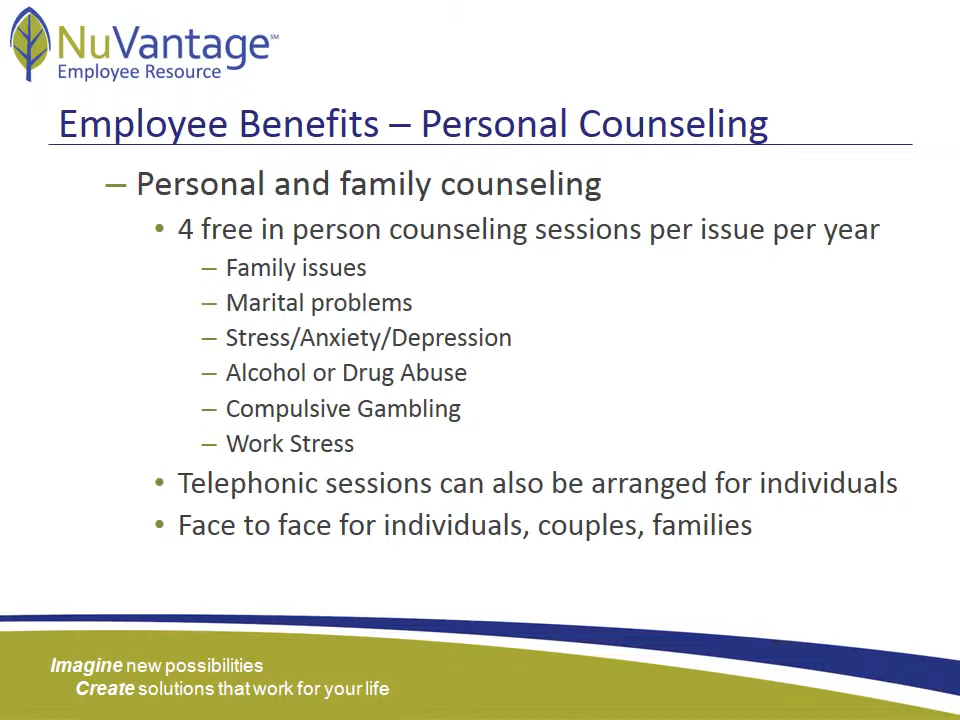 NuVantage℠
Employee Resource
Employee Benefits – Personal Counseling
– Personal and family counseling
• 4 free in person counseling sessions per issue per year
– Family issues
– Marital problems
– Stress/Anxiety/Depression
– Alcohol or Drug Abuse
– Compulsive Gambling
– Work Stress
• Telephonic sessions can also be arranged for individuals
• Face to face for individuals, couples, families
Imagine new possibilities
Create solutions that work for your life